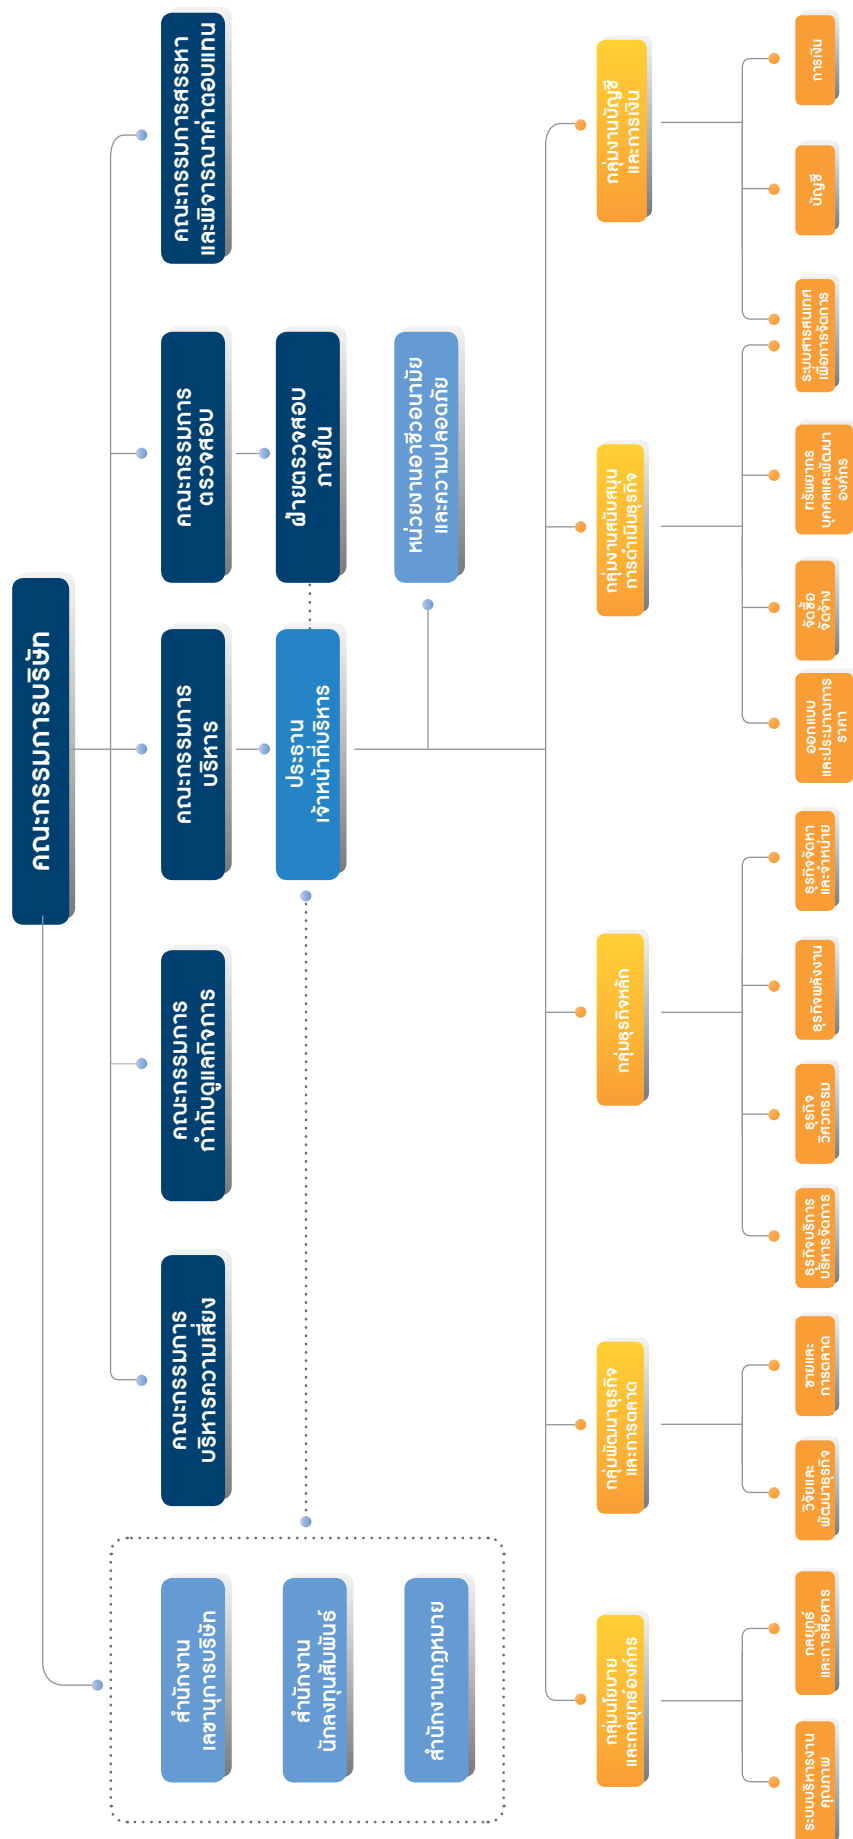 คณะกรรมการบริษัท
คณะกรรมการ
บริหารความเสี่ยง
คณะกรรมการ
กำกับดูแลกิจการ
คณะกรรมการ
บริหาร
คณะกรรมการ
ตรวจสอบ
คณะกรรมการสรรหา
และพิจารณาค่าตอบแทน
สำนักงาน
เลขานุการบริษัท
สำนักงาน
นักลงทุนสัมพันธ์
สำนักงานกฎหมาย
ประธาน
เจ้าหน้าที่บริหาร
ฝ่ายตรวจสอบ
ภายใน
หน่วยงานอาชีวอนามัย
และความปลอดภัย
กลุ่มนโยบาย
และกลยุทธ์องค์กร
กลุ่มพัฒนาธุรกิจ
และการตลาด
กลุ่มธุรกิจหลัก
กลุ่มงานสนับสนุน
การดำเนินธุรกิจ
กลุ่มงานบัญชี
และการเงิน
ระบบบริหารงาน
คุณภาพ
กลยุทธ์
และการสื่อสาร
วิจัยและ
พัฒนาธุรกิจ
ขายและ
การตลาด
ธุรกิจบริการ
บริหารจัดการ
ธุรกิจ
วิศวกรรม
ธุรกิจพลังงาน
ธุรกิจจัดหา
และจำหน่าย
ออกแบบ
และประมาณการ
ราคา
จัดซื้อ
จัดจ้าง
ทรัพยากร
บุคคลและพัฒนา
องค์กร
ระบบสารสนเทศ
เพื่อการจัดการ
บัญชี
การเงิน